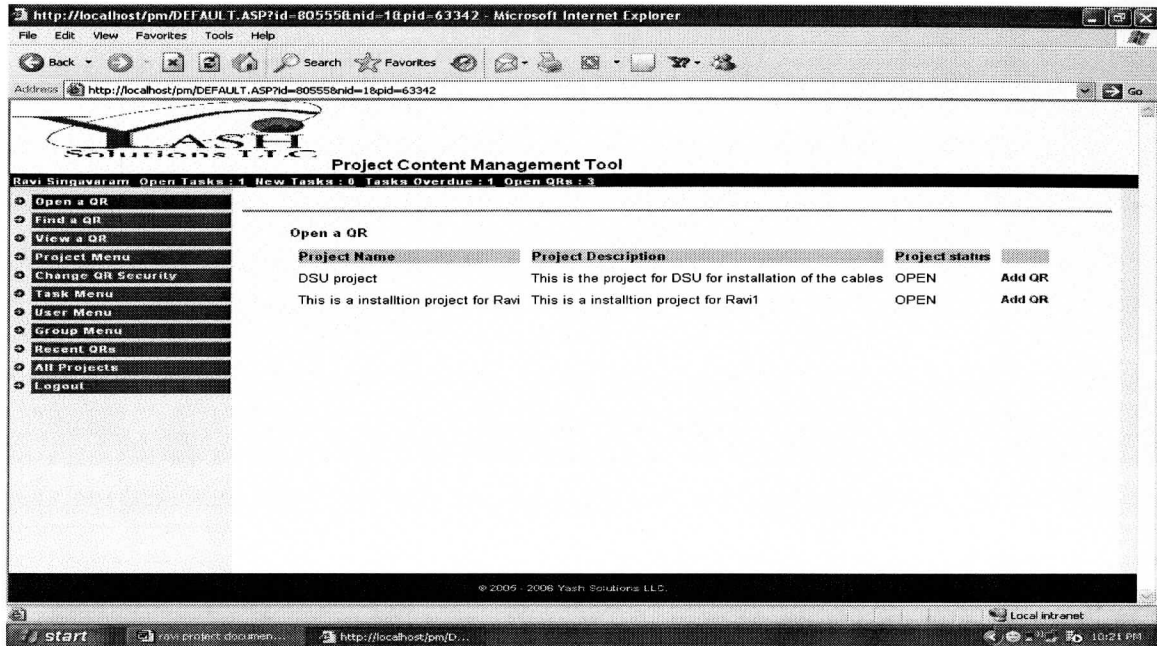 http://localhost/pm/DEFAULT.ASP?id=80555&nid=1&pid=63342 - Microsoft Internet Explorer
File Edit View Favorites Tools Help
Back Search Favorites
Address http://localhost/pm/DEFAULT.ASP?id=80555&nid=1&pid=63342 Go
YASH
Solutions LLC
Project Content Management Tool
Ravi Singavaram Open Tasks : 1 New Tasks : 0 Tasks Overdue : 1 Open QRs : 3
Open a QR
Find a QR
View a QR
Project Menu
Change QR Security
Task Menu
User Menu
Group Menu
Recent QRs
All Projects
Logout
Open a QR
Project Name Project Description Project status
DSU project This is the project for DSU for installation of the cables OPEN Add QR
This is a installtion project for Ravi This is a installtion project for Ravi1 OPEN Add QR
© 2005 - 2006 Yash Solutions LLC.
Local intranet
start ravi project documen... http://localhost/pm/D... 10:21 PM